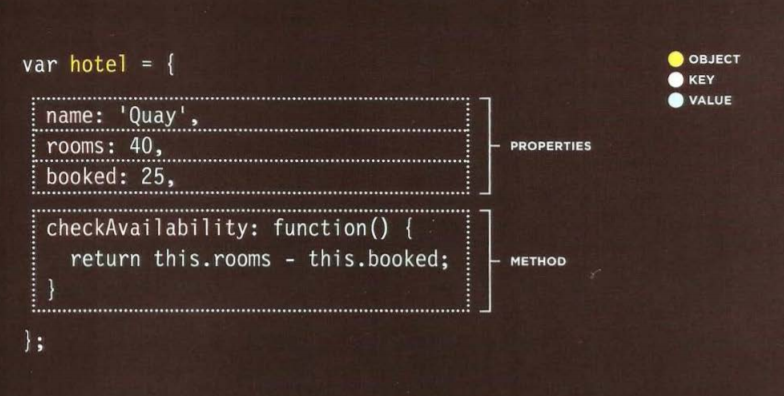 var hotel = {
name: 'Quay',
rooms: 40,
booked: 25,
checkAvailability: function() {
return this.rooms - this.booked;
}
};
OBJECT
KEY
VALUE
PROPERTIES
METHOD